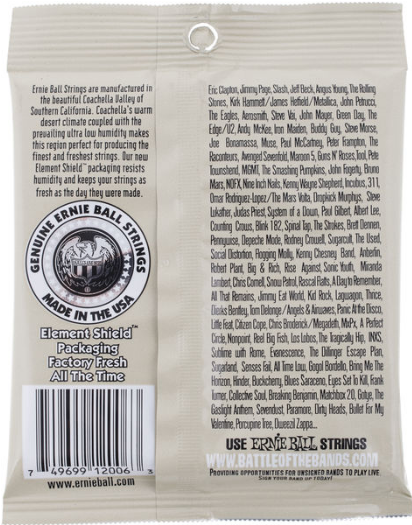 Ernie Ball Strings are manufactured in
the beautiful Coachella Valley of
Southern California. Coachella's warm
desert climate coupled with the
prevailing ultra low humidity makes
this region perfect for producing the
finest and freshest strings. Our new
Element Shield™ packaging resists
humidity and keeps your strings as
fresh as the day they were made.
GENUINE ERNIE BALL STRINGS
MADE IN THE USA
Element Shield™
Packaging
Factory Fresh
All The Time
7 49699 12006 3
www.ernieball.com
Eric Clapton, Jimmy Page, Slash, Jeff Beck, Angus Young, The Rolling
Stones, Kirk Hammett/James Hetfield/Metallica, John Petrucci,
The Eagles, Aerosmith, Steve Vai, John Mayer, Green Day, The
Edge/U2, Andy McKee, Iron Maiden, Buddy Guy, Steve Morse,
Joe Bonamassa, Muse, Paul McCartney, Peter Frampton, The
Raconteurs, Avenged Sevenfold, Maroon 5, Guns N' Roses, Tool, Pete
Townshend, MGMT, The Smashing Pumpkins, John Fogerty, Bruno
Mars, NOFX, Nine Inch Nails, Kenny Wayne Shepherd, Incubus, 311,
Omar Rodriguez-Lopez/The Mars Volta, Dropkick Murphys, Steve
Lukather, Judas Priest, System of a Down, Paul Gilbert, Albert Lee,
Counting Crows, Blink 182, Spinal Tap, The Strokes, Brett Dennen,
Pennywise, Depeche Mode, Rodney Crowell, Sugarcult, The Used,
Social Distortion, Flogging Molly, Kenny Chesney Band, Anberlin,
Robert Plant, Big & Rich, Rise Against, Sonic Youth, Miranda
Lambert, Chris Cornell, Snow Patrol, Rascal Flatts, A Day to Remember,
All That Remains, Jimmy Eat World, Kid Rock, Lagwagon, Thrice,
Dierks Bentley, Tom Delonge/Angels & Airwaves, Panic At the Disco,
Little Feat, Citizen Cope, Chris Broderick/Megadeth, MxPx, A Perfect
Circle, Nonpoint, Reel Big Fish, Los Lobos, The Tragically Hip, INXS,
Sublime with Rome, Evanescence, The Dillinger Escape Plan,
Sugarland, Senses Fail, All Time Low, Gogol Bordello, Bring Me The
Horizon, Hinder, Buckcherry, Blues Saraceno, Eyes Set To Kill, Frank
Turner, Collective Soul, Breaking Benjamin, Matchbox 20, Gotye, The
Gaslight Anthem, Sevendust, Paramore, Dirty Heads, Bullet For My
Valentine, Porcupine Tree, Dweezil Zappa...
USE ERNIE BALL STRINGS
WWW.BATTLEOFTHEBANDS.COM
Providing opportunities for unsigned bands to play live.
Sign your band up today!